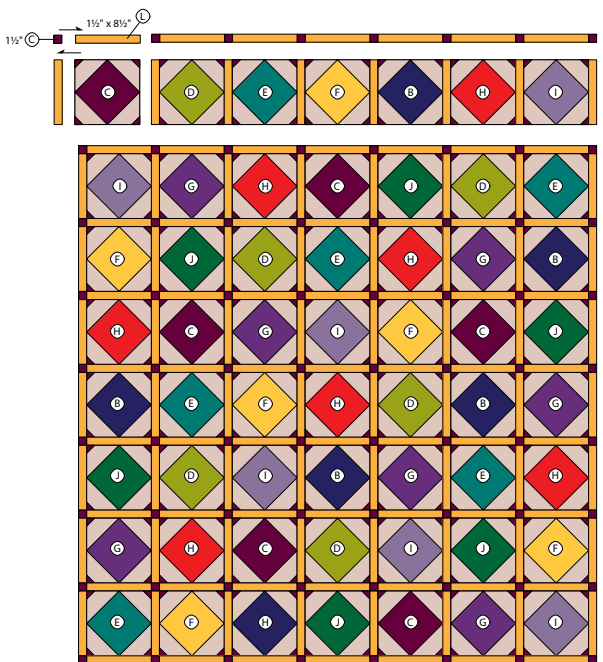 1½" x 8½" L
1½" C
C D E F B H I
I G H C J D E
F J D E H G B
H C G I F C J
B E F H D B G
J D I B G E H
G H C D I J F
E F H J C G I